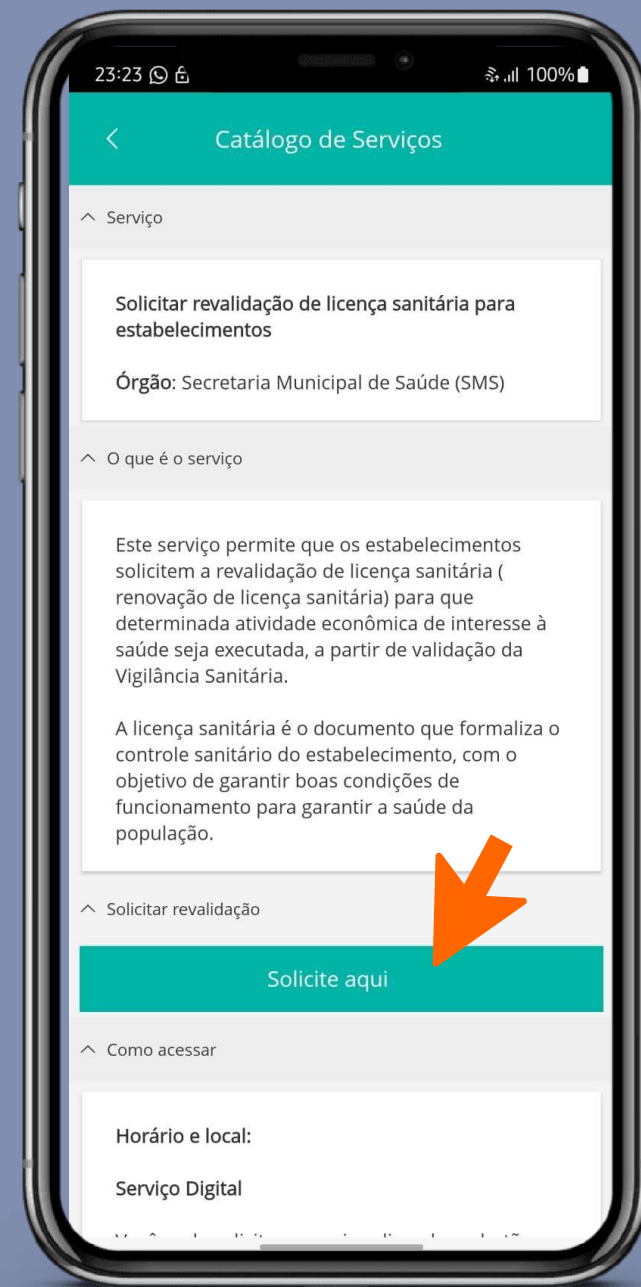 23:23 100%
Catálogo de Serviços
Serviço
Solicitar revalidação de licença sanitária para
estabelecimentos
Órgão: Secretaria Municipal de Saúde (SMS)
O que é o serviço
Este serviço permite que os estabelecimentos
solicitem a revalidação de licença sanitária (
renovação de licença sanitária) para que
determinada atividade econômica de interesse à
saúde seja executada, a partir de validação da
Vigilância Sanitária.
A licença sanitária é o documento que formaliza o
controle sanitário do estabelecimento, com o
objetivo de garantir boas condições de
funcionamento para garantir a saúde da
população.
Solicitar revalidação
Solicite aqui
Como acessar
Horário e local:
Serviço Digital